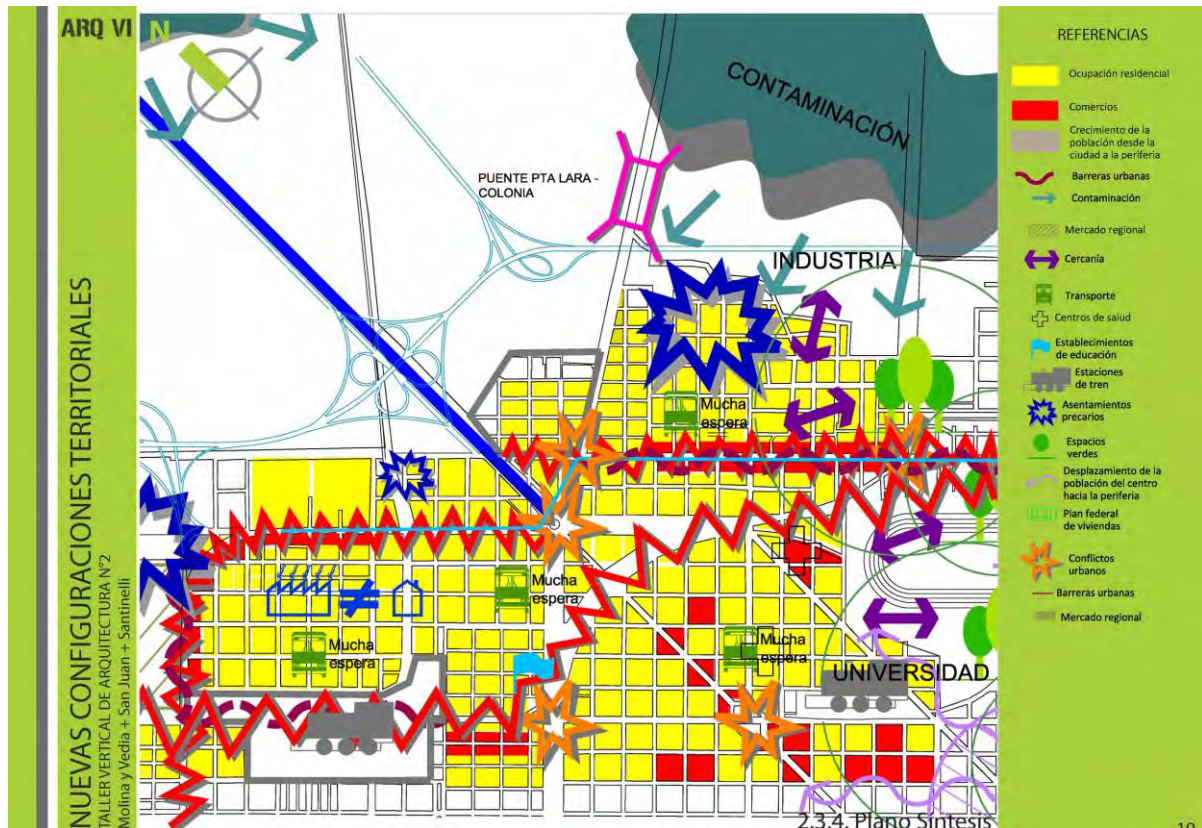 ARQ VI
N
NUEVAS CONFIGURACIONES TERRITORIALES
TALLER VERTICAL DE ARQUITECTURA Nº2
Molina y Vedia + San Juan + Santinelli
CONTAMINACIÓN
PUENTE PTA LARA -
COLONIA
INDUSTRIA
Mucha
espera
Mucha
espera
Mucha
espera
Mucha
espera
UNIVERSIDAD
2.3.4. Plano Síntesis
REFERENCIAS
Ocupación residencial
Comercios
Crecimiento de la
población desde la
ciudad a la periferia
Barreras urbanas
Contaminación
Mercado regional
Cercanía
Transporte
Centros de salud
Establecimientos
de educación
Estaciones
de tren
Asentamientos
precarios
Espacios
verdes
Desplazamiento de la
población del centro
hacia la periferia
Plan federal
de viviendas
Conflictos
urbanos
Barreras urbanas
Mercado regional